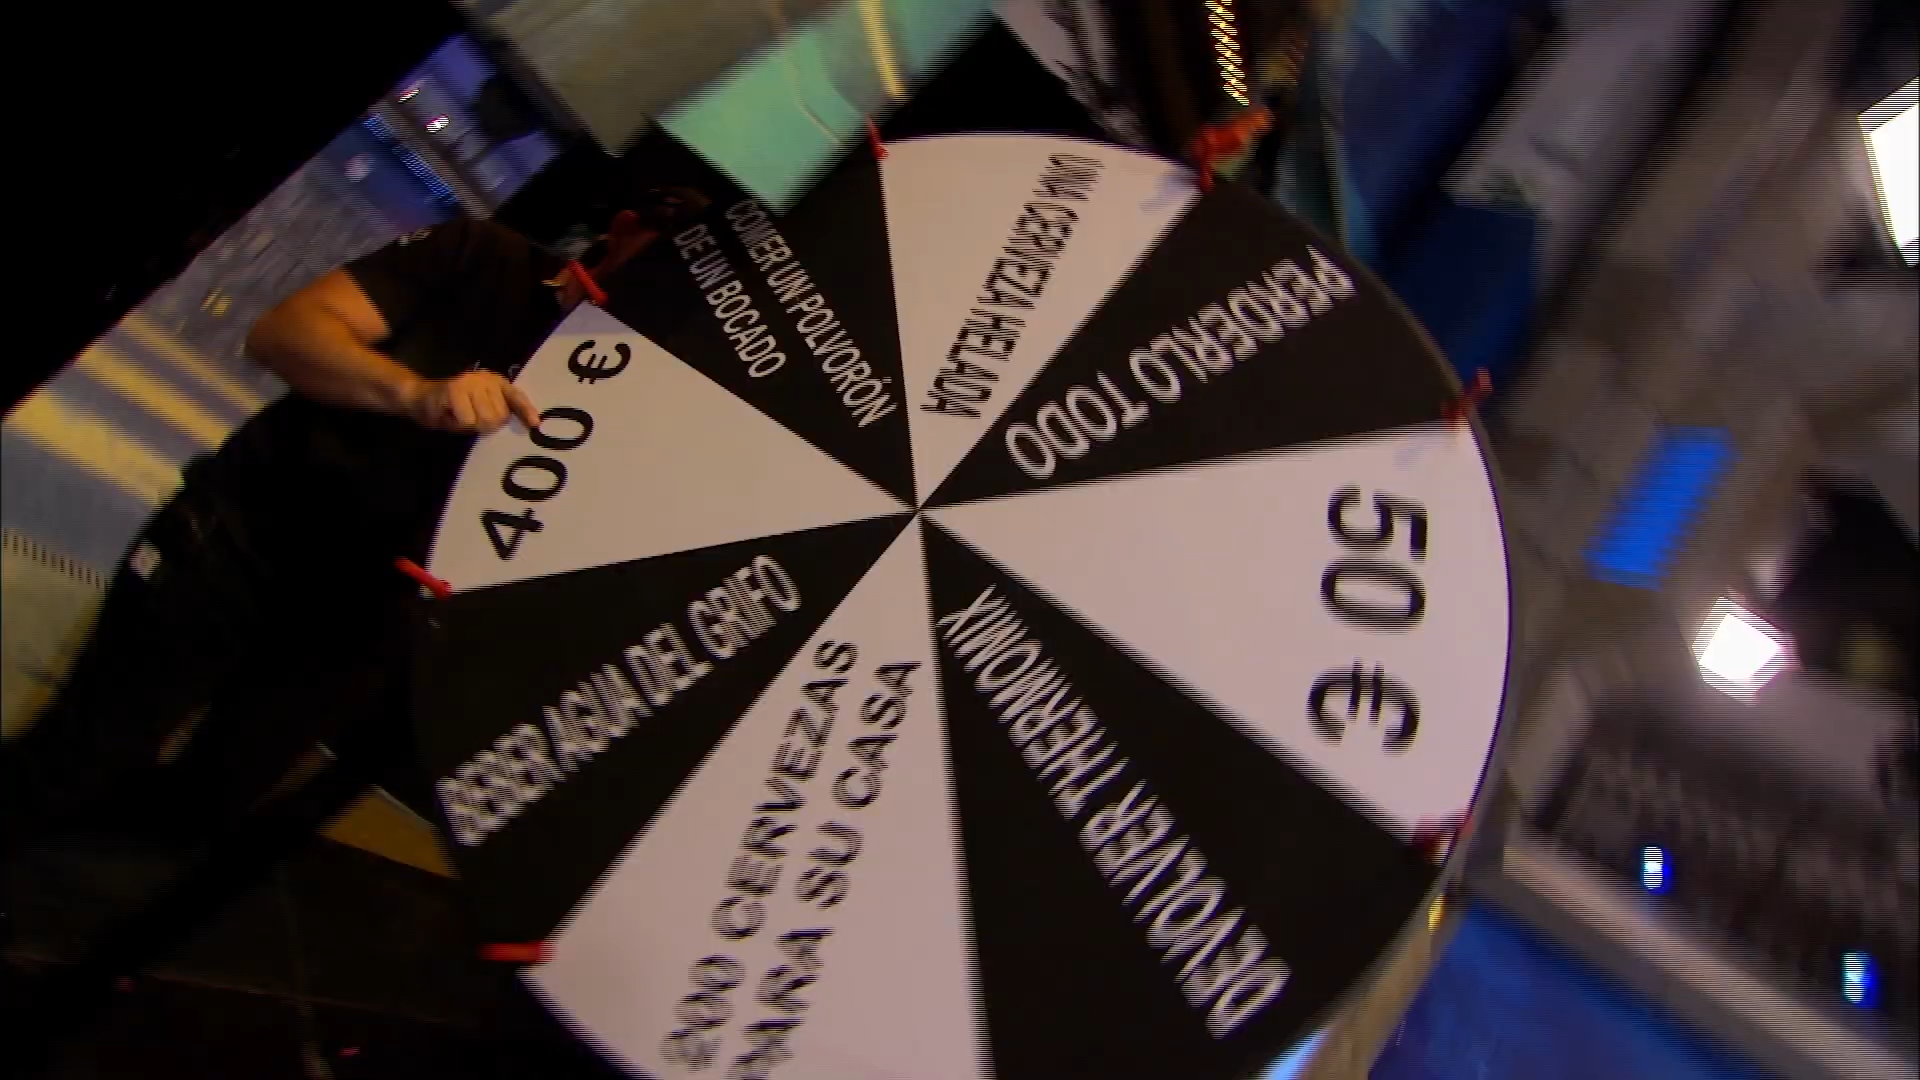 UNA CERVEZA
HELADA
PERDERLO TODO
50 €
DEVOLVER THERMOMIX
200 CERVEZAS
PARA SU CASA
BEBER AGUA DEL GRIFO
400 €
COMER UN POLVORÓN
DE UN BOCADO